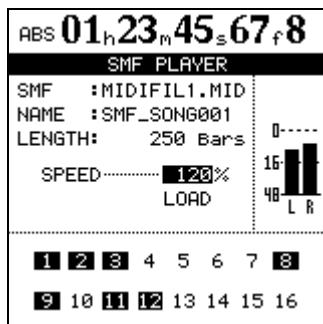 ABS 01h23m45s67f8
SMF PLAYER
SMF :MIDIFIL1.MID
NAME :SMF_SONG001
LENGTH: 250 Bars
SPEED 120%
LOAD
0
16
48
L R
1 2 3 4 5 6 7 8
9 10 11 12 13 14 15 16